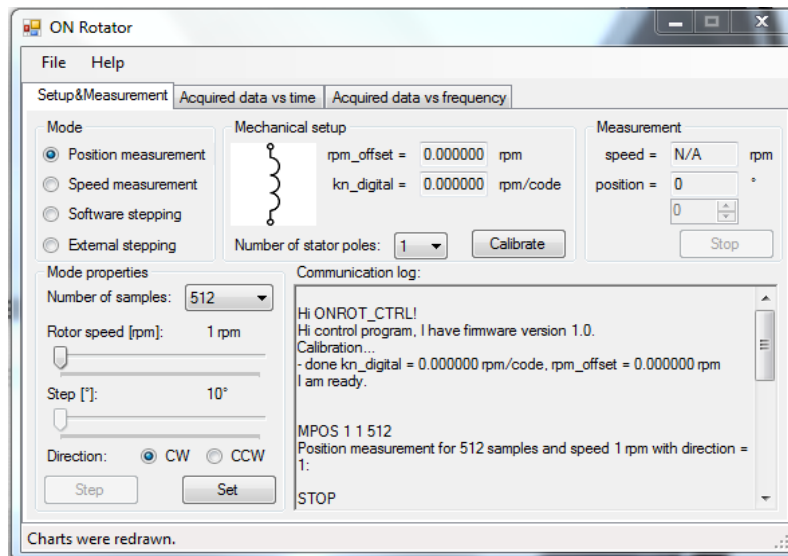 ON Rotator
File Help
Setup&Measurement Acquired data vs time Acquired data vs frequency
Mode
Position measurement
Speed measurement
Software stepping
External stepping
Mechanical setup
rpm_offset = 0.000000 rpm
kn_digital = 0.000000 rpm/code
Number of stator poles: 1 Calibrate
Measurement
speed = N/A rpm
position = 0 °
0
Stop
Mode properties
Number of samples: 512
Rotor speed [rpm]: 1 rpm
Step [°]: 10°
Direction: CW CCW
Step Set
Communication log:
Hi ONROT_CTRL!
Hi control program, I have firmware version 1.0.
Calibration...
- done kn_digital = 0.000000 rpm/code, rpm_offset = 0.000000 rpm
I am ready.
MPOS 1 1 512
Position measurement for 512 samples and speed 1 rpm with direction =
1:
STOP
Charts were redrawn.